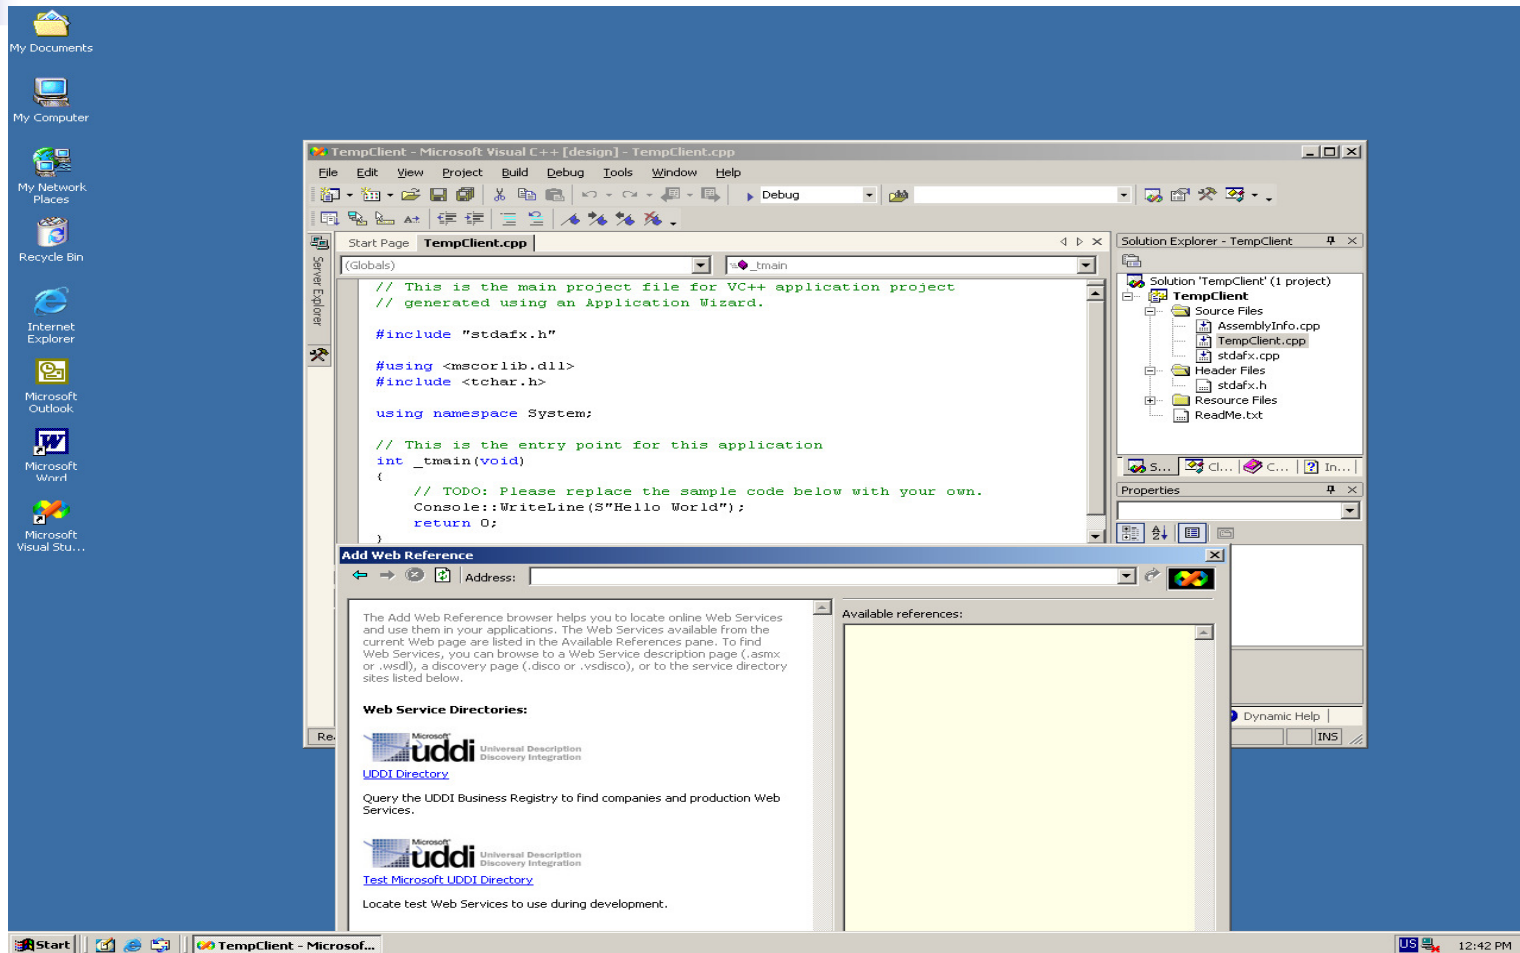 My Documents
My Computer
My Network
Places
Recycle Bin
Internet
Explorer
Microsoft
Outlook
Microsoft
Word
Microsoft
Visual Stu...
TempClient - Microsoft Visual C++ [design] - TempClient.cpp
File Edit View Project Build Debug Tools Window Help
Debug
Server Explorer
Start Page TempClient.cpp
(Globals) _tmain
// This is the main project file for VC++ application project
// generated using an Application Wizard.
#include "stdafx.h"
#using <mscorlib.dll>
#include <tchar.h>
using namespace System;
// This is the entry point for this application
int _tmain(void)
{
// TODO: Please replace the sample code below with your own.
Console::WriteLine(S"Hello World");
return 0;
}
Solution Explorer - TempClient
Solution 'TempClient' (1 project)
TempClient
Source Files
AssemblyInfo.cpp
TempClient.cpp
stdafx.cpp
Header Files
stdafx.h
Resource Files
ReadMe.txt
S... Cl... C... In...
Properties
Dynamic Help
Re
INS
Add Web Reference
Address:
The Add Web Reference browser helps you to locate online Web Services
and use them in your applications. The Web Services available from the
current Web page are listed in the Available References pane. To find
Web Services, you can browse to a Web Service description page (.asmx
or .wsdl), a discovery page (.disco or .vsdisco), or to the service directory
sites listed below.
Web Service Directories:
Microsoft
uddi Universal Description
Discovery Integration
UDDI Directory
Query the UDDI Business Registry to find companies and production Web
Services.
Microsoft
uddi Universal Description
Discovery Integration
Test Microsoft UDDI Directory
Locate test Web Services to use during development.
Available references:
Start TempClient - Microsof... US 12:42 PM